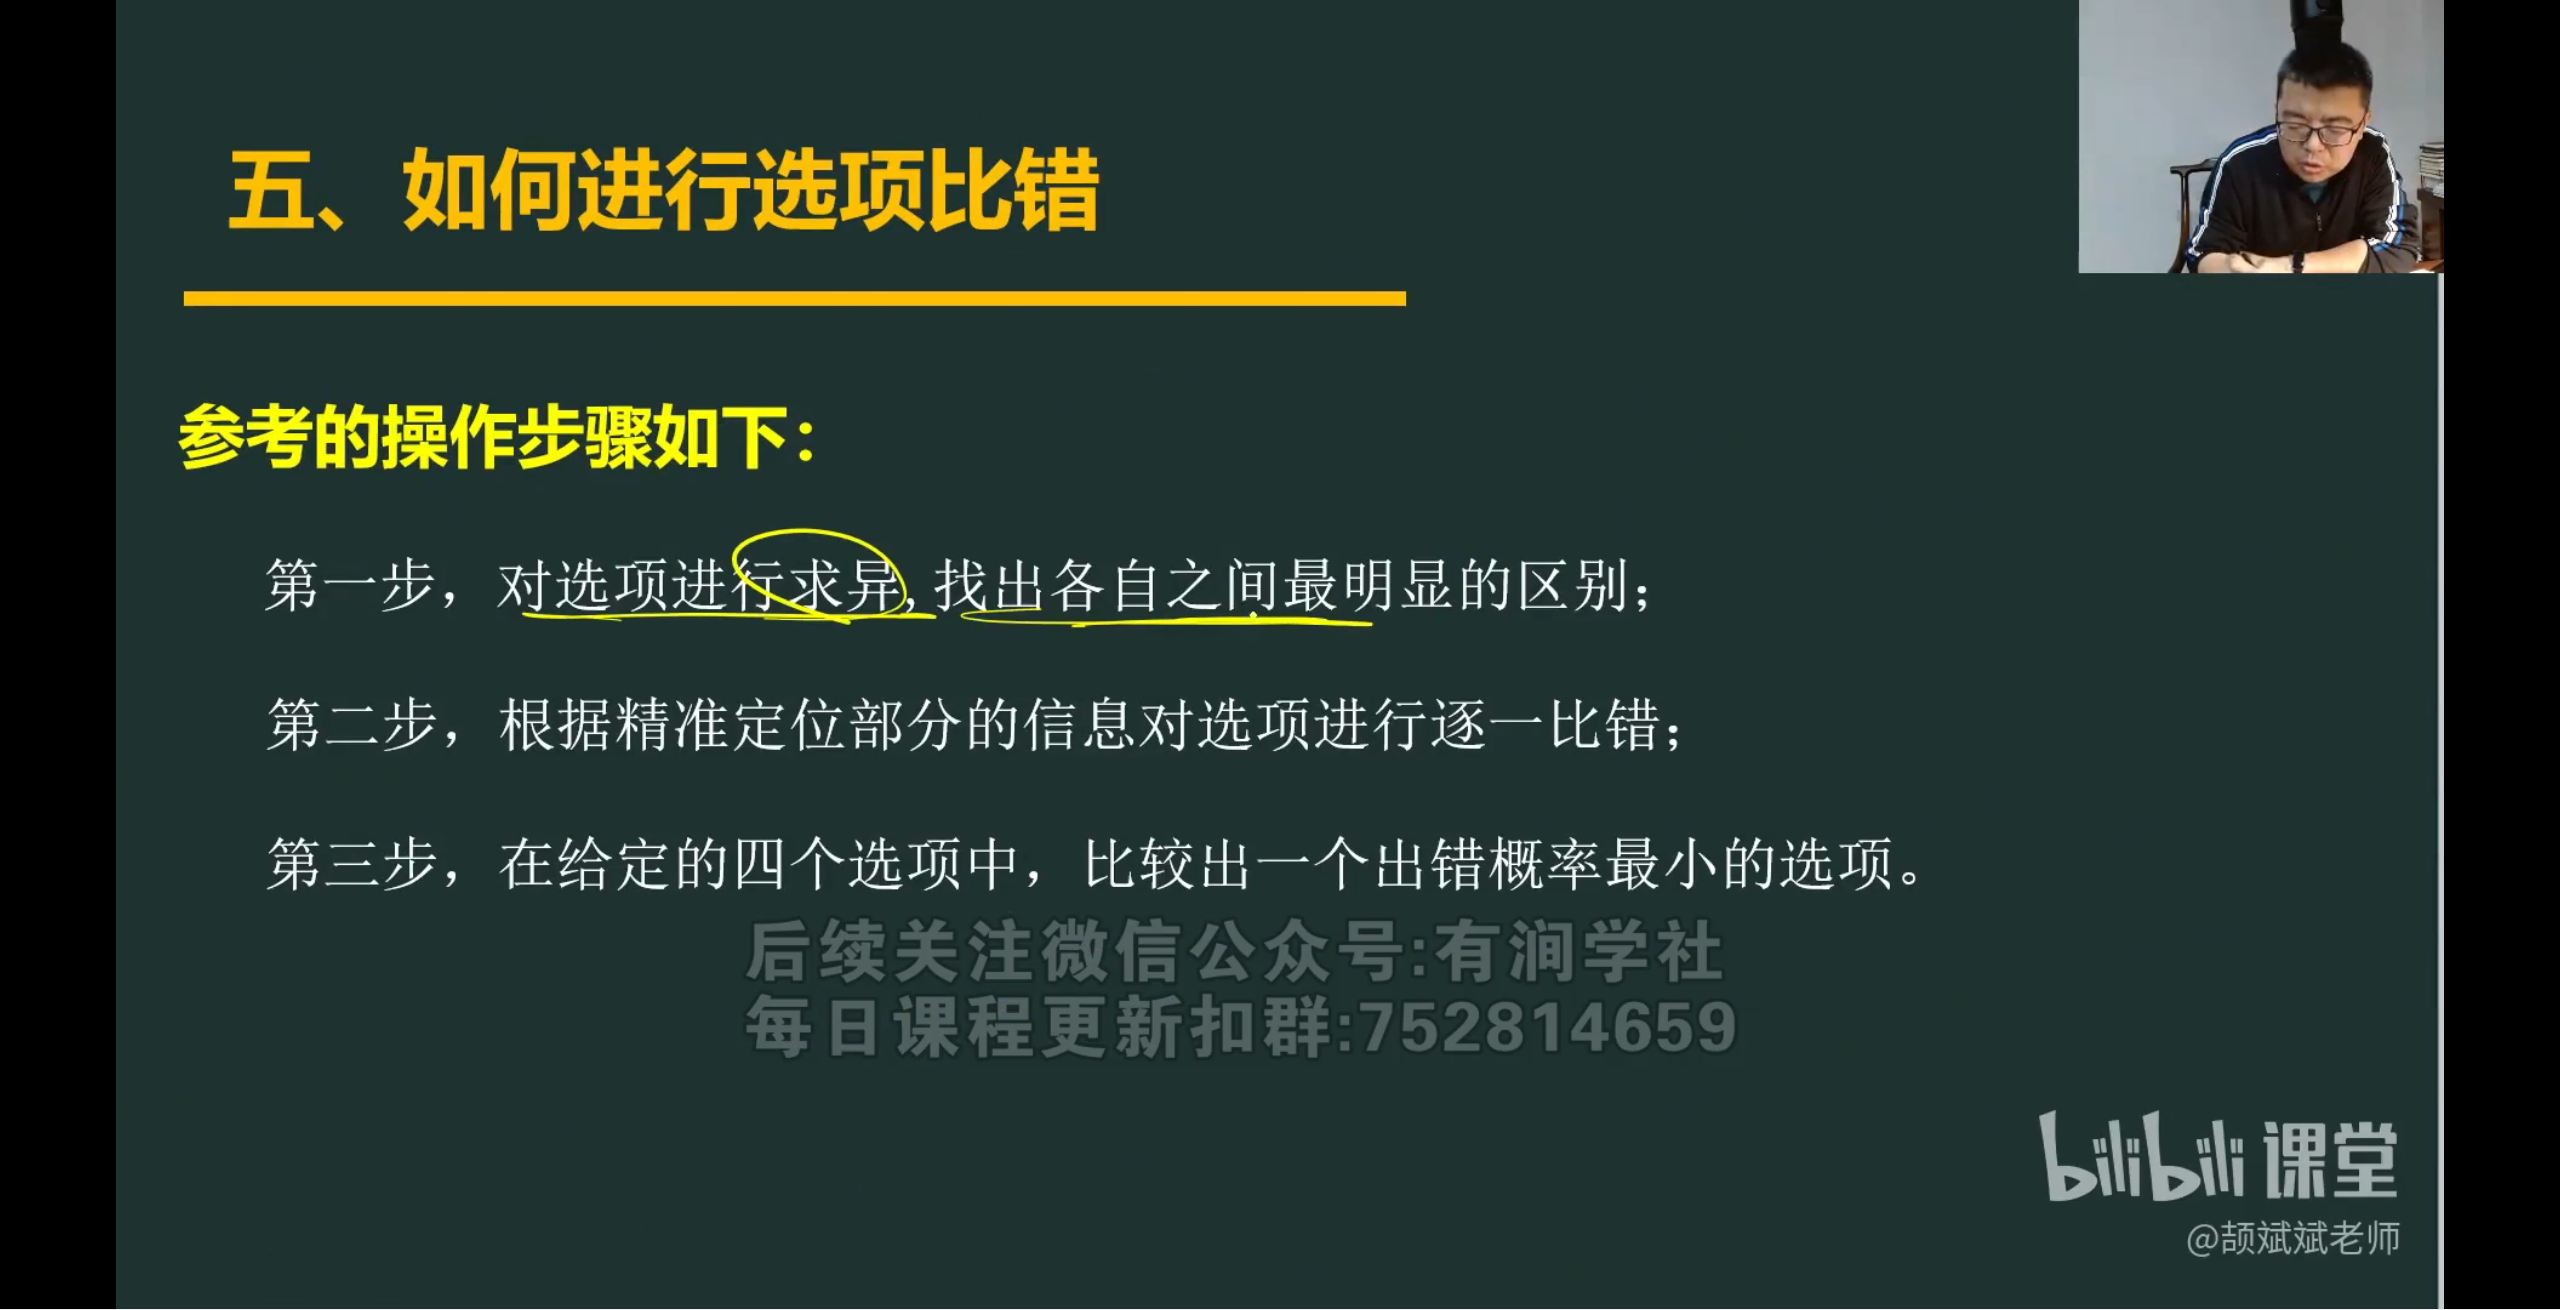 五、如何进行选项比错
参考的操作步骤如下：
第一步，对选项进行求异,找出各自之间最明显的区别；
第二步，根据精准定位部分的信息对选项进行逐一比错；
第三步，在给定的四个选项中，比较出一个出错概率最小的选项。
后续关注微信公众号:有涧学社
每日课程更新扣群:752814659
bilibili课堂
@颉斌斌老师